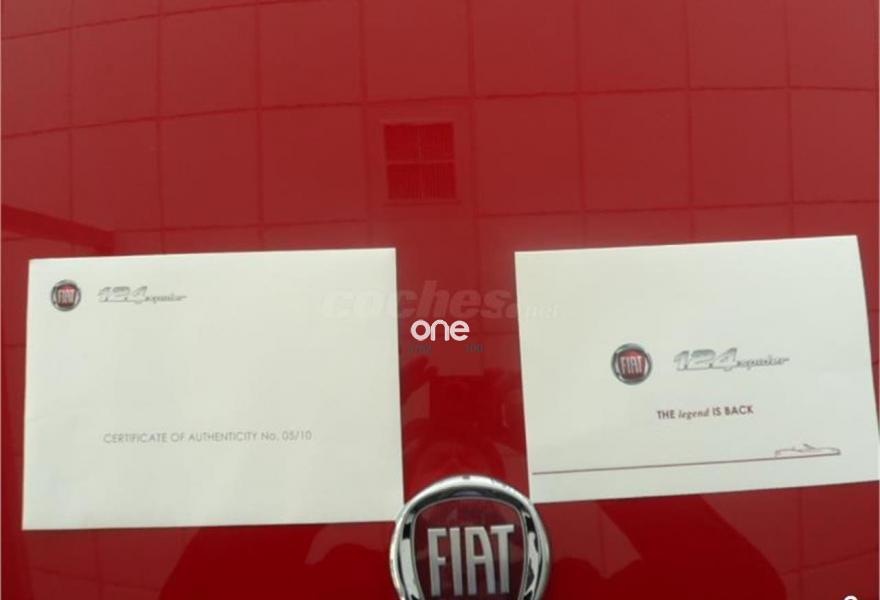 FIAT
124 spider
CERTIFICATE OF AUTHENTICITY No. 05/10
coches.net
one
FIAT
124 spider
THE legend IS BACK
FIAT